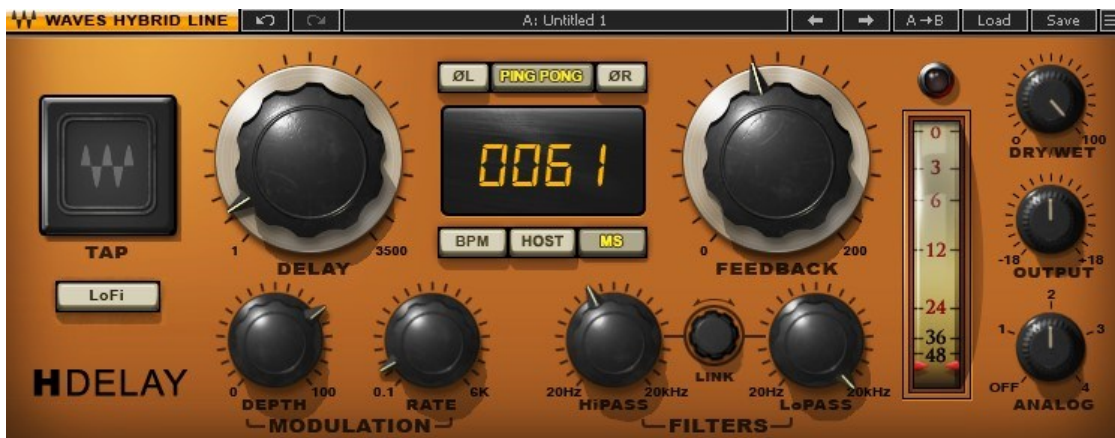 WAVES HYBRID LINE A: Untitled 1 A→B Load Save
ØL PING PONG ØR
0061
TAP
1 3500 0 200
DELAY FEEDBACK
BPM HOST MS
LoFi
0 3 6 12 24 36 48
0 100
DRY/WET
-18 +18
OUTPUT
OFF 1 2 3 4
ANALOG
HDELAY
0 100 0.1 6K 20Hz 20kHz 20Hz 20kHz
DEPTH RATE HiPASS LINK LoPASS
MODULATION FILTERS